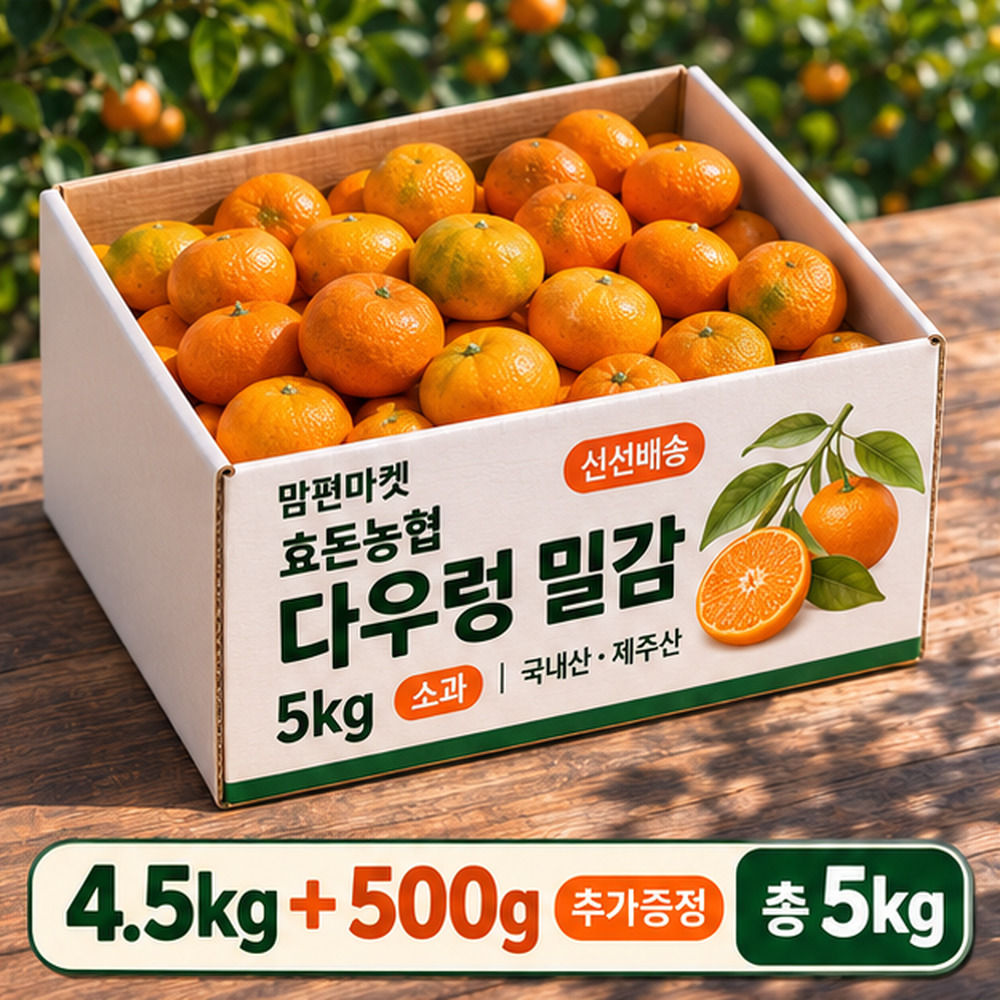 신선배송
맘편마켓
효돈농협
다우렁 밀감
5kg 소과 | 국내산 · 제주산
4.5kg + 500g 추가증정 총 5kg